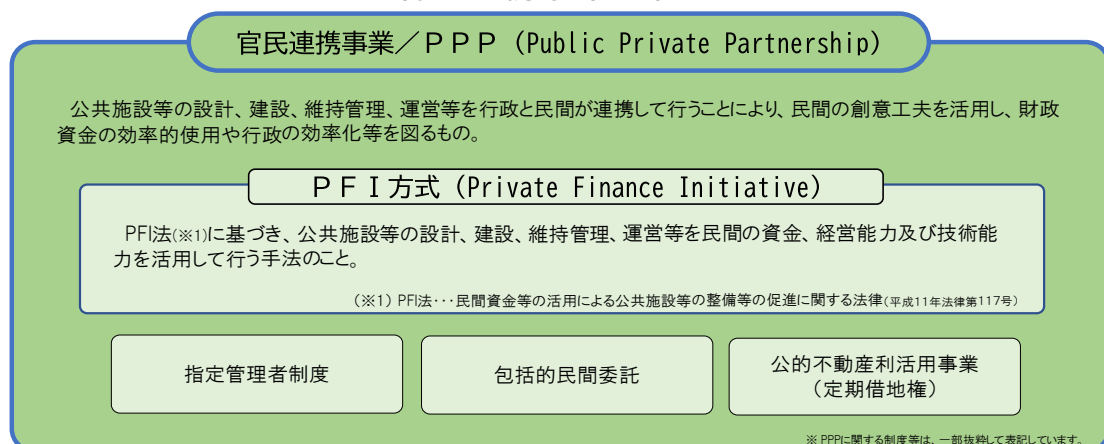 官民連携事業／ＰＰＰ（Public Private Partnership）
公共施設等の設計、建設、維持管理、運営等を行政と民間が連携して行うことにより、民間の創意工夫を活用し、財政
資金の効率的使用や行政の効率化等を図るもの。
ＰＦＩ方式（Private Finance Initiative）
PFI法(※1)に基づき、公共施設等の設計、建設、維持管理、運営等を民間の資金、経営能力及び技術能
力を活用して行う手法のこと。
（※1）PFI法･･･民間資金等の活用による公共施設等の整備等の促進に関する法律(平成11年法律第117号)
指定管理者制度
包括的民間委託
公的不動産利活用事業
（定期借地権）
※ PPPに関する制度等は、一部抜粋して表記しています。